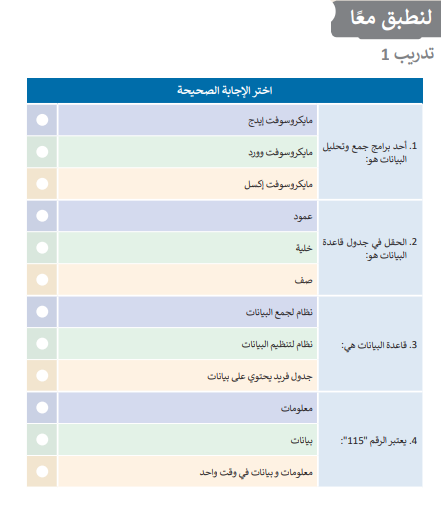 لنطبق معًا
تدريب 1
اختر الإجابة الصحيحة
1. أحد برامج جمع وتحليل
البيانات هو:
مايكروسوفت إيدج
مايكروسوفت وورد
مايكروسوفت إكسل
2. الحقل في جدول قاعدة
البيانات هو:
عمود
خلية
صف
3. قاعدة البيانات هي:
نظام لجمع البيانات
نظام لتنظيم البيانات
جدول فريد يحتوي على بيانات
4. يعتبر الرقم "115":
معلومات
بيانات
معلومات و بيانات في وقت واحد